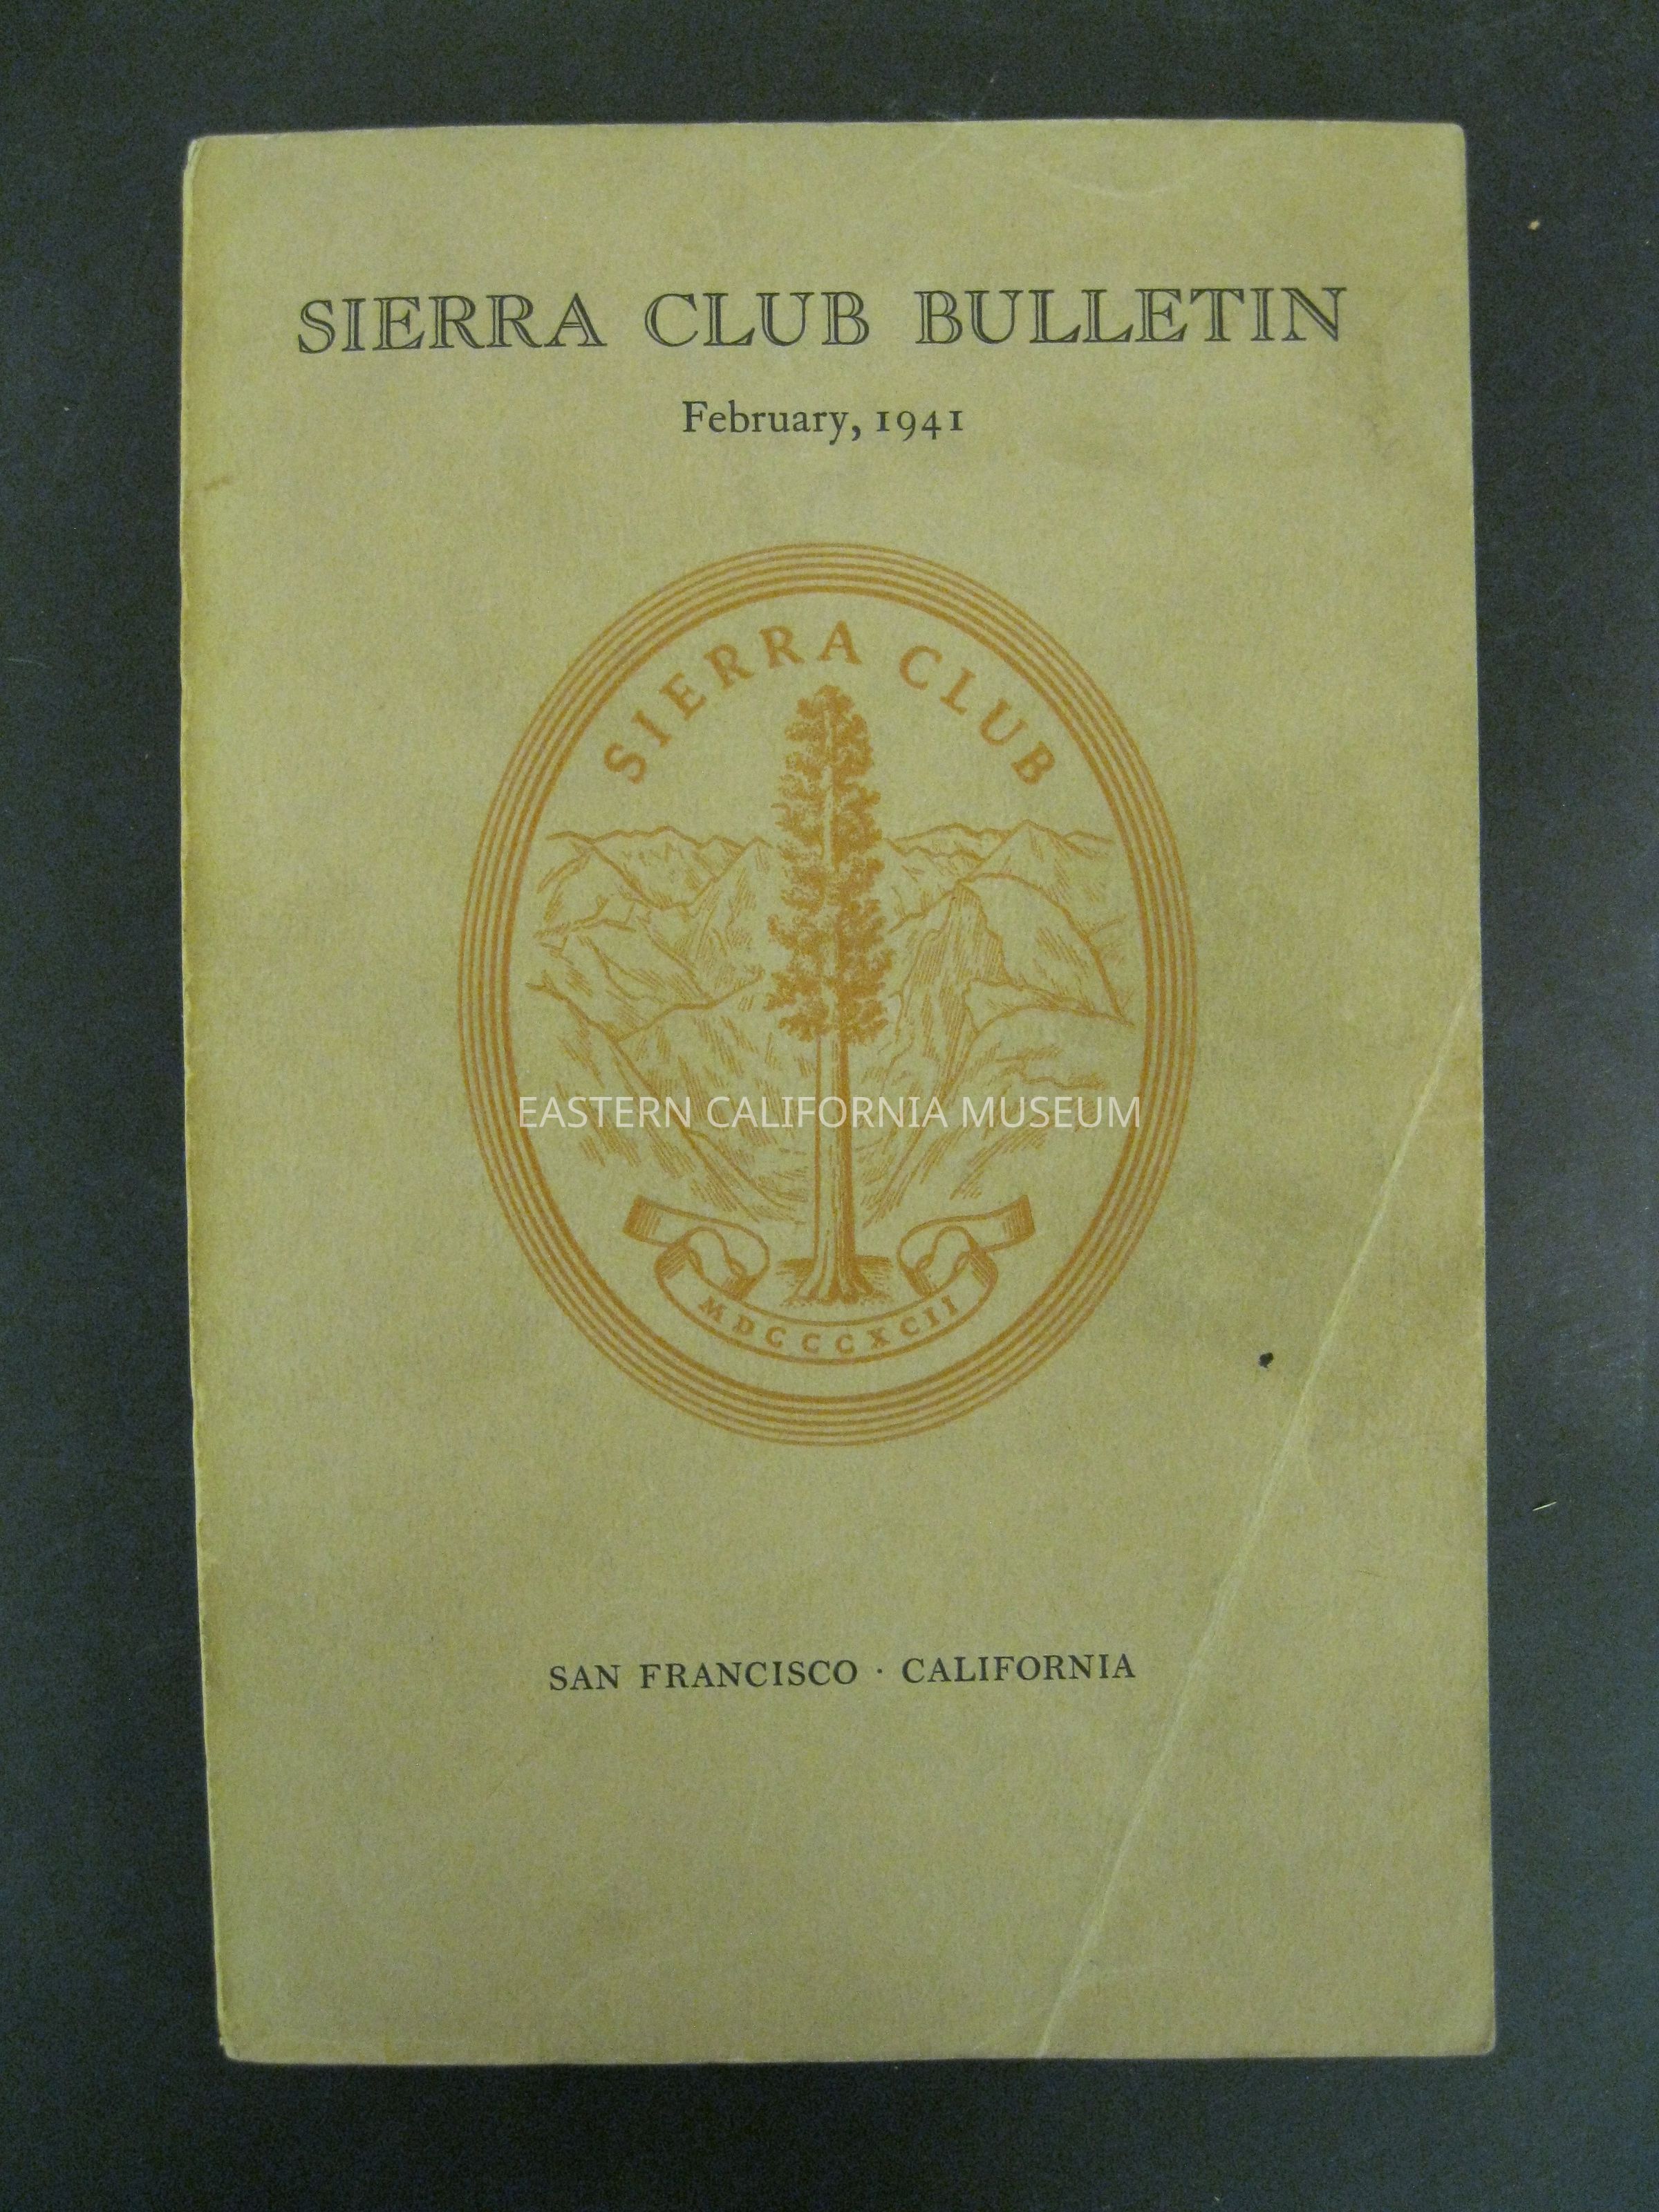 SIERRA CLUB BULLETIN
February, 1941
SIERRA CLUB
EASTERN CALIFORNIA MUSEUM
MDCCCXCII
SAN FRANCISCO · CALIFORNIA